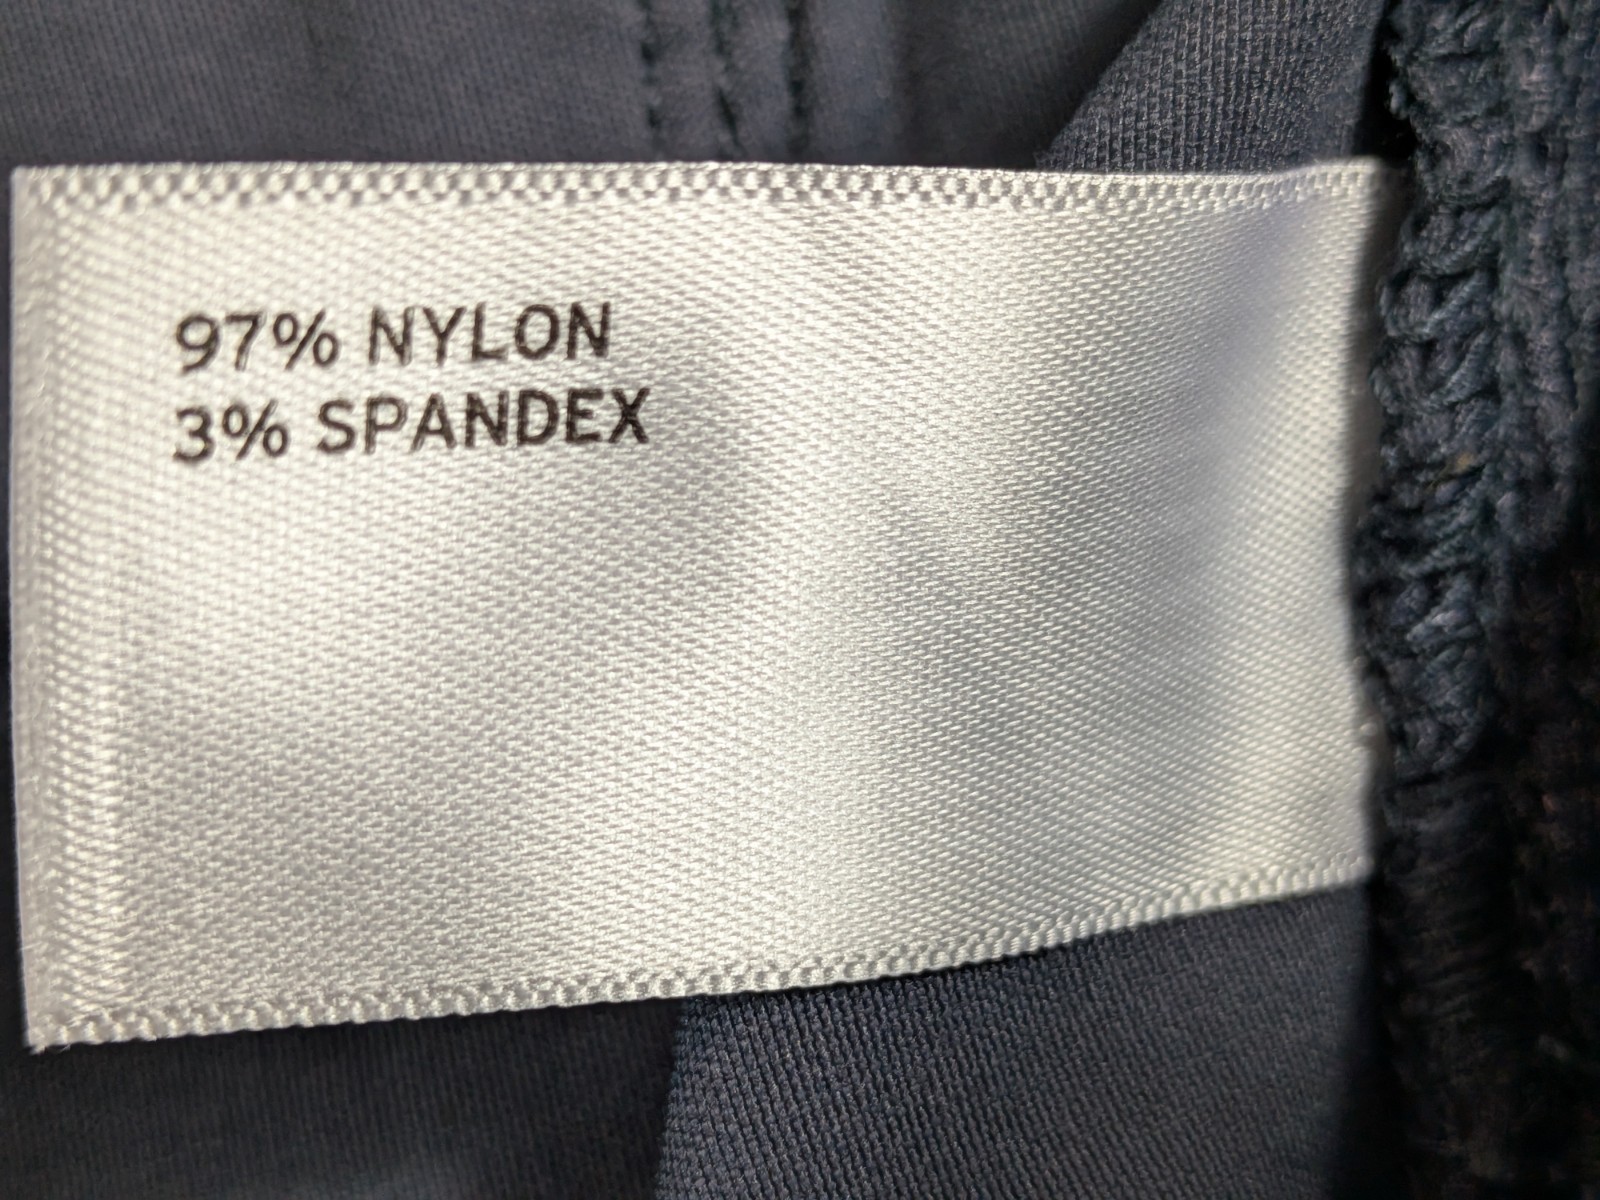 97% NYLON
3% SPANDEX